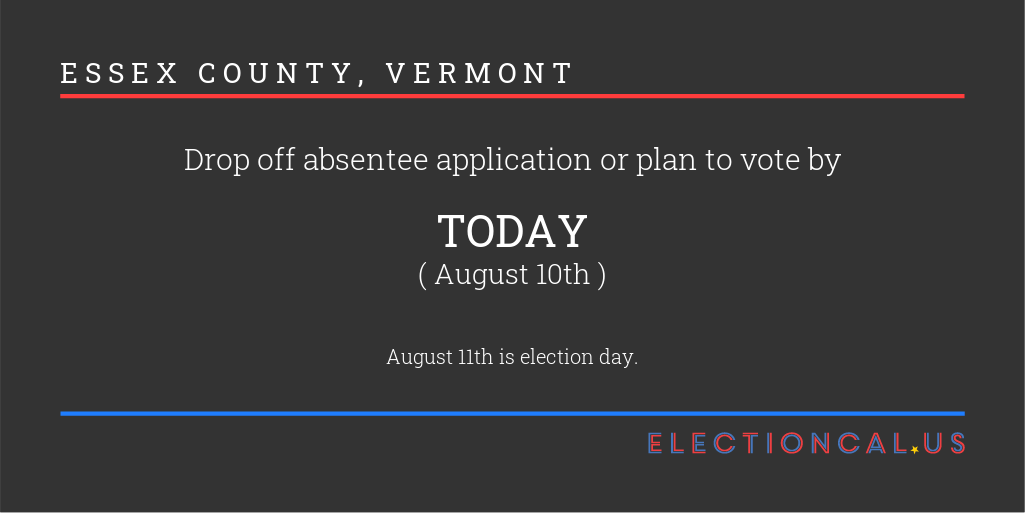 ESSEX COUNTY, VERMONT
Drop off absentee application or plan to vote by
TODAY
( August 10th )
August 11th is election day.
ELECTIONCAL.US